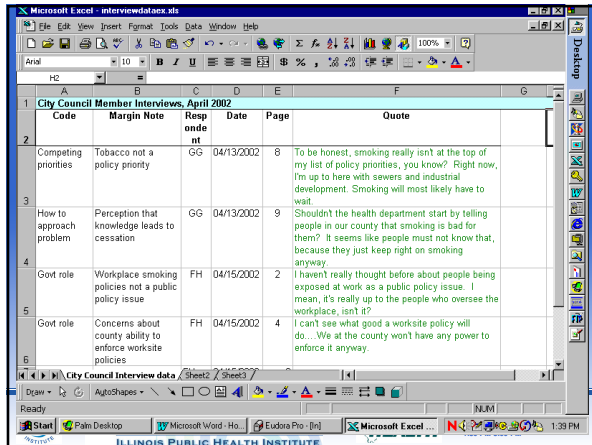 Microsoft Excel - interviewdataex.xls
File Edit View Insert Format Tools Data Window Help
100%
Arial 10 B I U $ % ,
H2 =
A B C D E F G
1 City Council Member Interviews, April 2002
Code Margin Note Resp Date Page Quote
onde
2 nt
Competing Tobacco not a GG 04/13/2002 8 To be honest, smoking really isn't at the top of
priorities policy priority my list of policy priorities, you know? Right now,
I'm up to here with sewers and industrial
development. Smoking will most likely have to
3 wait.
How to Perception that GG 04/13/2002 9 Shouldn't the health department start by telling
approach knowledge leads to people in our county that smoking is bad for
problem cessation them? It seems like people must not know that,
because they just keep right on smoking
4 anyway.
Govt role Workplace smoking FH 04/15/2002 2 I haven't really thought before about people being
policies not a public exposed at work as a public policy issue. I
policy issue mean, it's really up to the people who oversee the
5 workplace, isn't it?
Govt role Concerns about FH 04/15/2002 4 I can't see what good a worksite policy will
county ability to do....We at the county won't have any power to
enforce worksite enforce it anyway.
6 policies
City Council Interview data Sheet2 Sheet3
Draw AutoShapes
Ready NUM
Start Palm Desktop Microsoft Word - Ho... Eudora Pro - [In] Microsoft Excel ... 1:39 PM
Desktop
INSTITUTE ILLINOIS PUBLIC HEALTH INSTITUTE